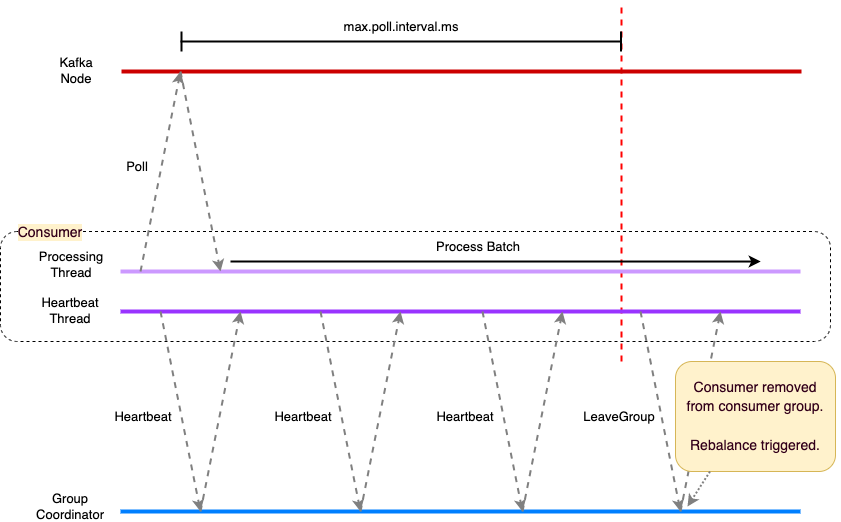 max.poll.interval.ms
Kafka
Node
Poll
Consumer
Process Batch
Processing
Thread
Heartbeat
Thread
Heartbeat
Heartbeat
Heartbeat
LeaveGroup
Consumer removed
from consumer group.
Rebalance triggered.
Group
Coordinator